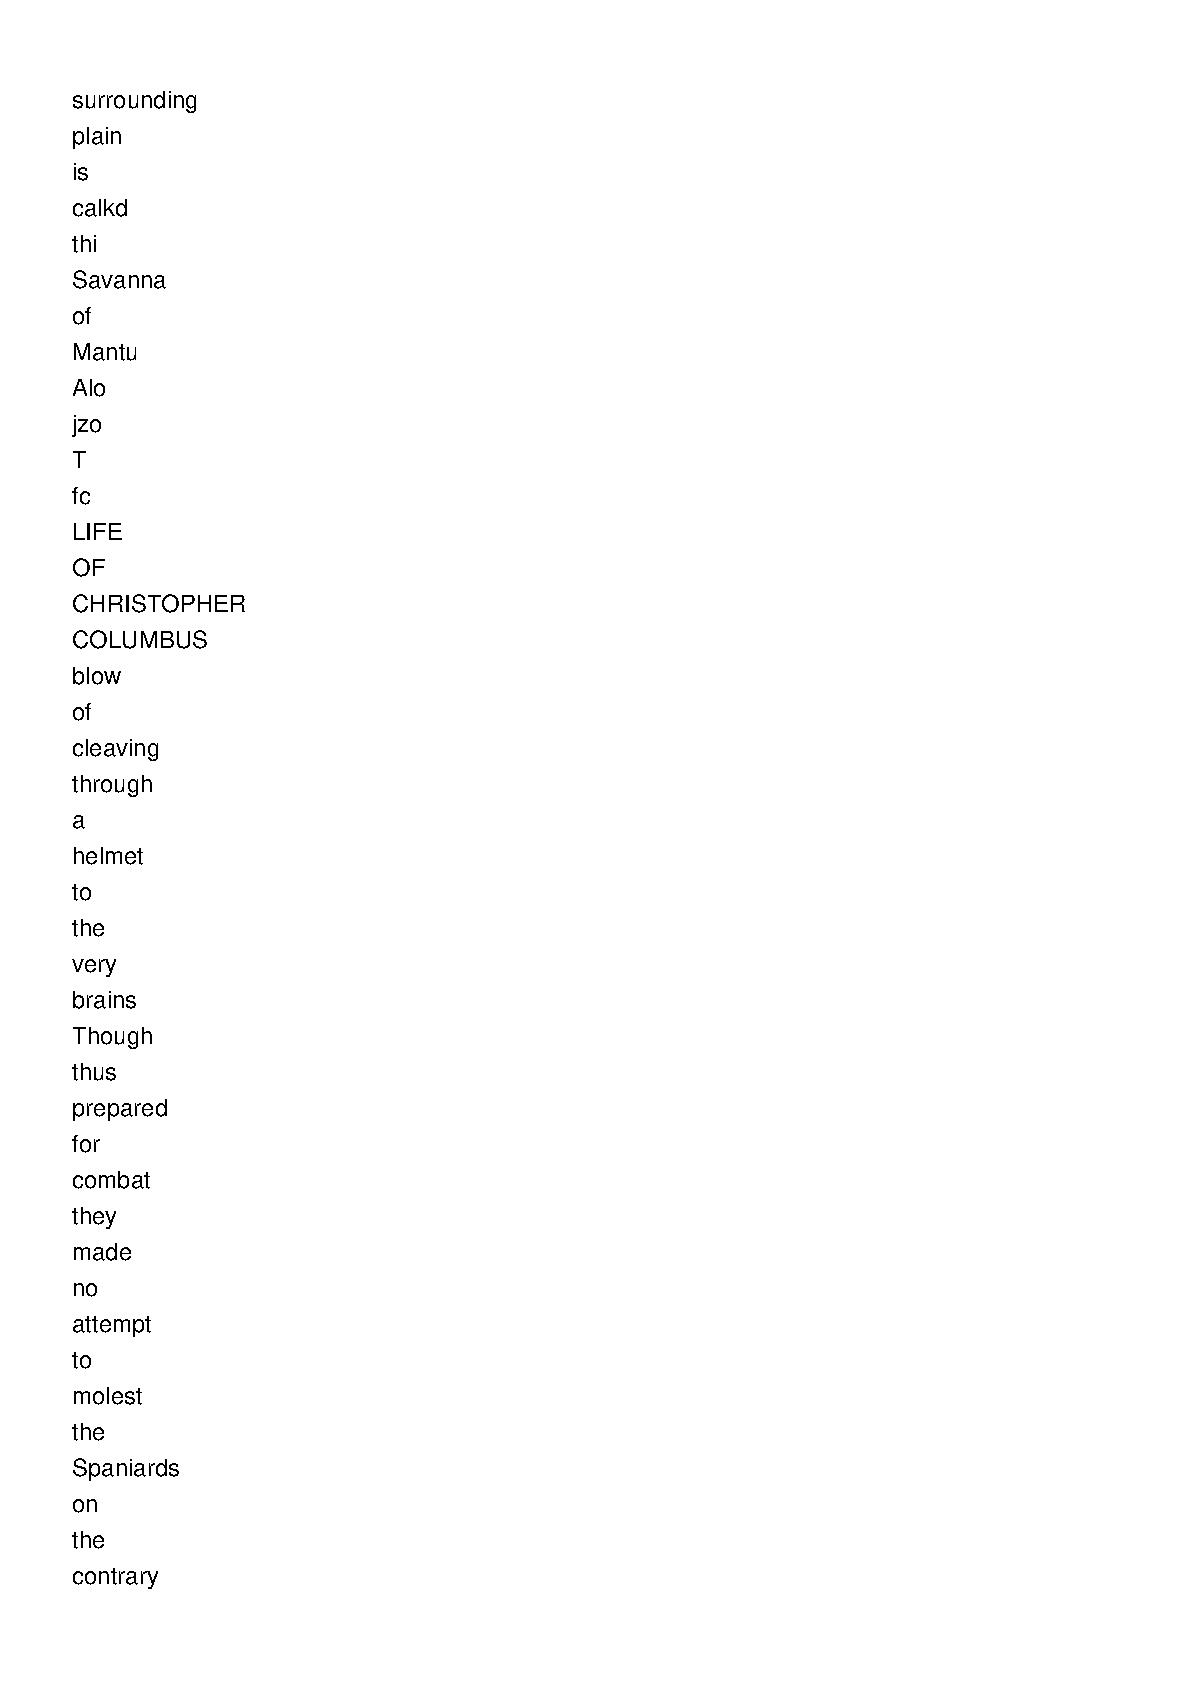 surrounding
plain
is
calkd
thi
Savanna
of
Mantu
Alo
jzo
T
fc
LIFE
OF
CHRISTOPHER
COLUMBUS
blow
of
cleaving
through
a
helmet
to
the
very
brains
Though
thus
prepared
for
combat
they
made
no
attempt
to
molest
the
Spaniards
on
the
contrary